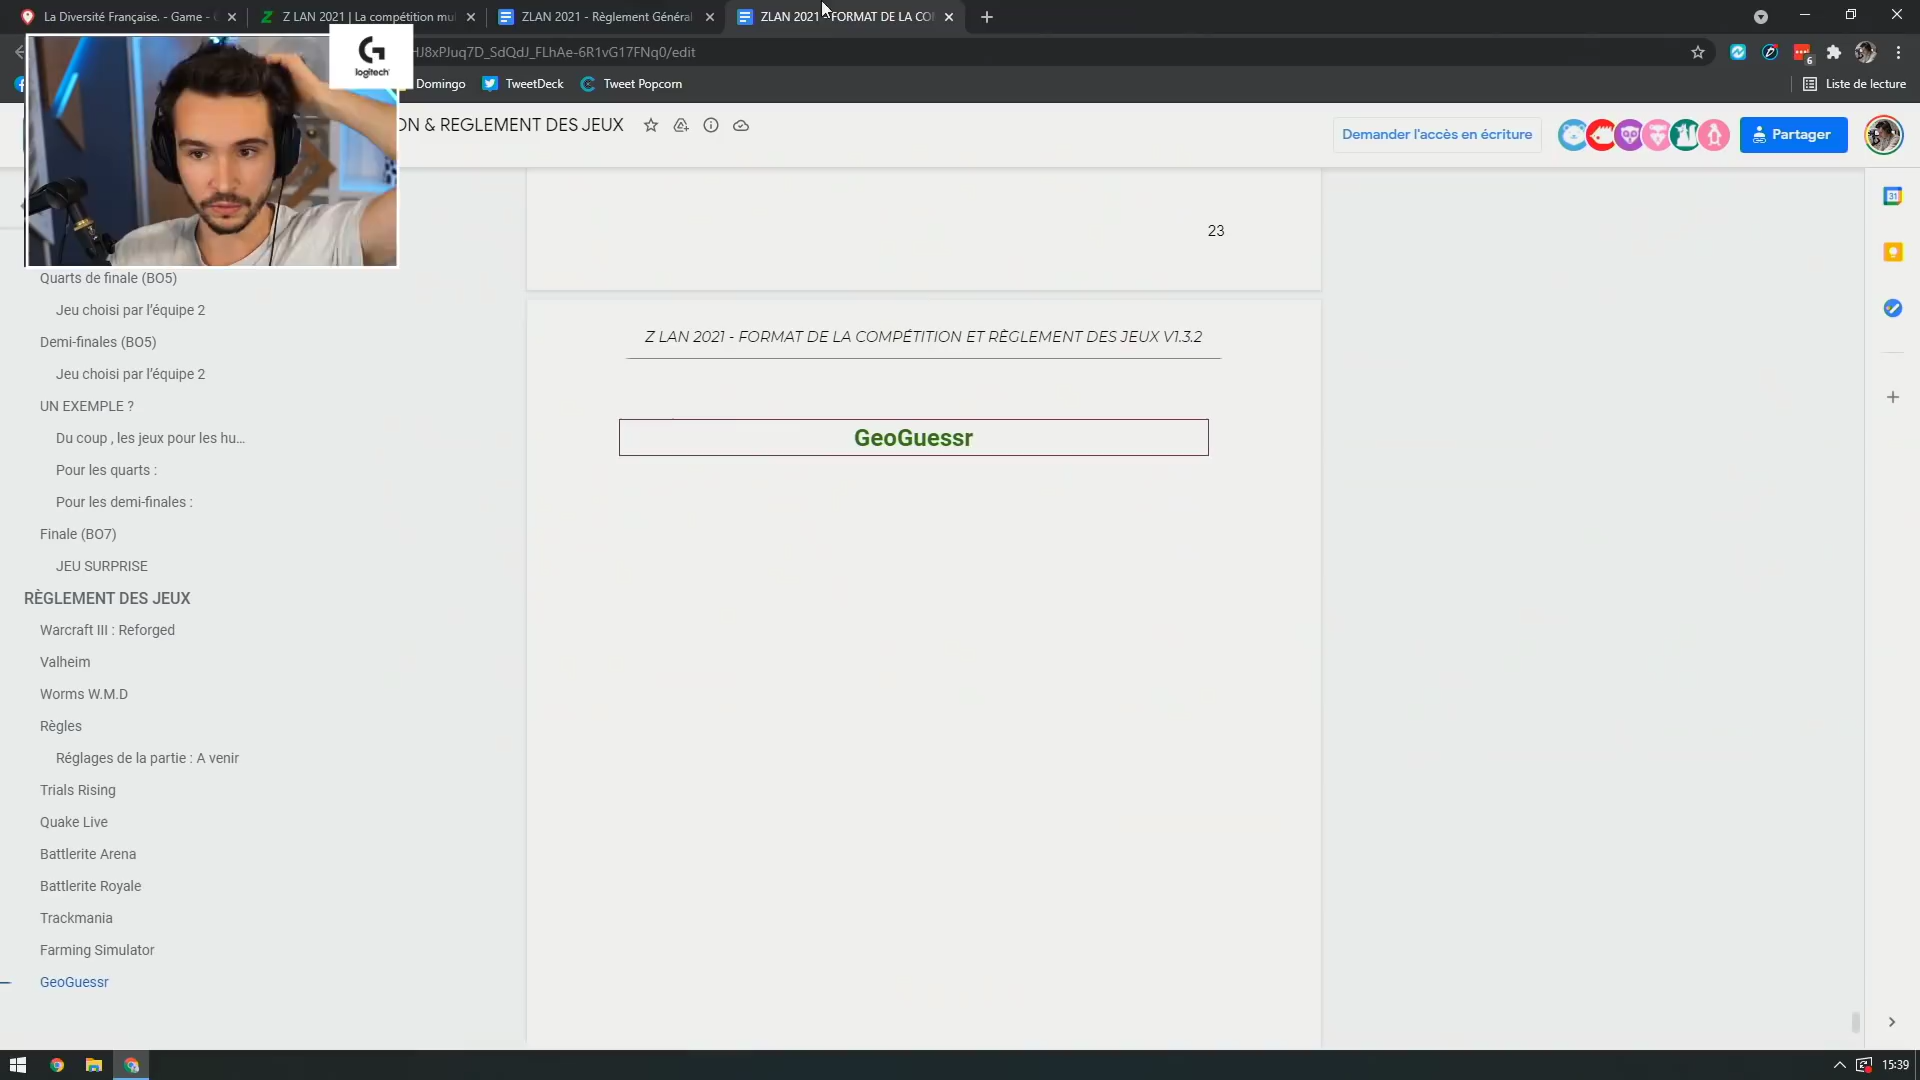 La Diversité Française. - Game -
Z LAN 2021 | La compétition mul
ZLAN 2021 - Règlement Général
ZLAN 2021 - FORMAT DE LA CO
HJ8xPJuq7D_SdQdJ_FLhAe-6R1vG17FNq0/edit
6
logitech
Domingo
TweetDeck
Tweet Popcorn
Liste de lecture
ON & REGLEMENT DES JEUX
Demander l'accès en écriture
Partager
31
23
Quarts de finale (BO5)
Jeu choisi par l'équipe 2
Demi-finales (BO5)
Jeu choisi par l'équipe 2
UN EXEMPLE ?
Du coup , les jeux pour les hu...
Pour les quarts :
Pour les demi-finales :
Finale (BO7)
JEU SURPRISE
RÈGLEMENT DES JEUX
Warcraft III : Reforged
Valheim
Worms W.M.D
Règles
Réglages de la partie : A venir
Trials Rising
Quake Live
Battlerite Arena
Battlerite Royale
Trackmania
Farming Simulator
GeoGuessr
Z LAN 2021 - FORMAT DE LA COMPÉTITION ET RÈGLEMENT DES JEUX V1.3.2
GeoGuessr
15:39